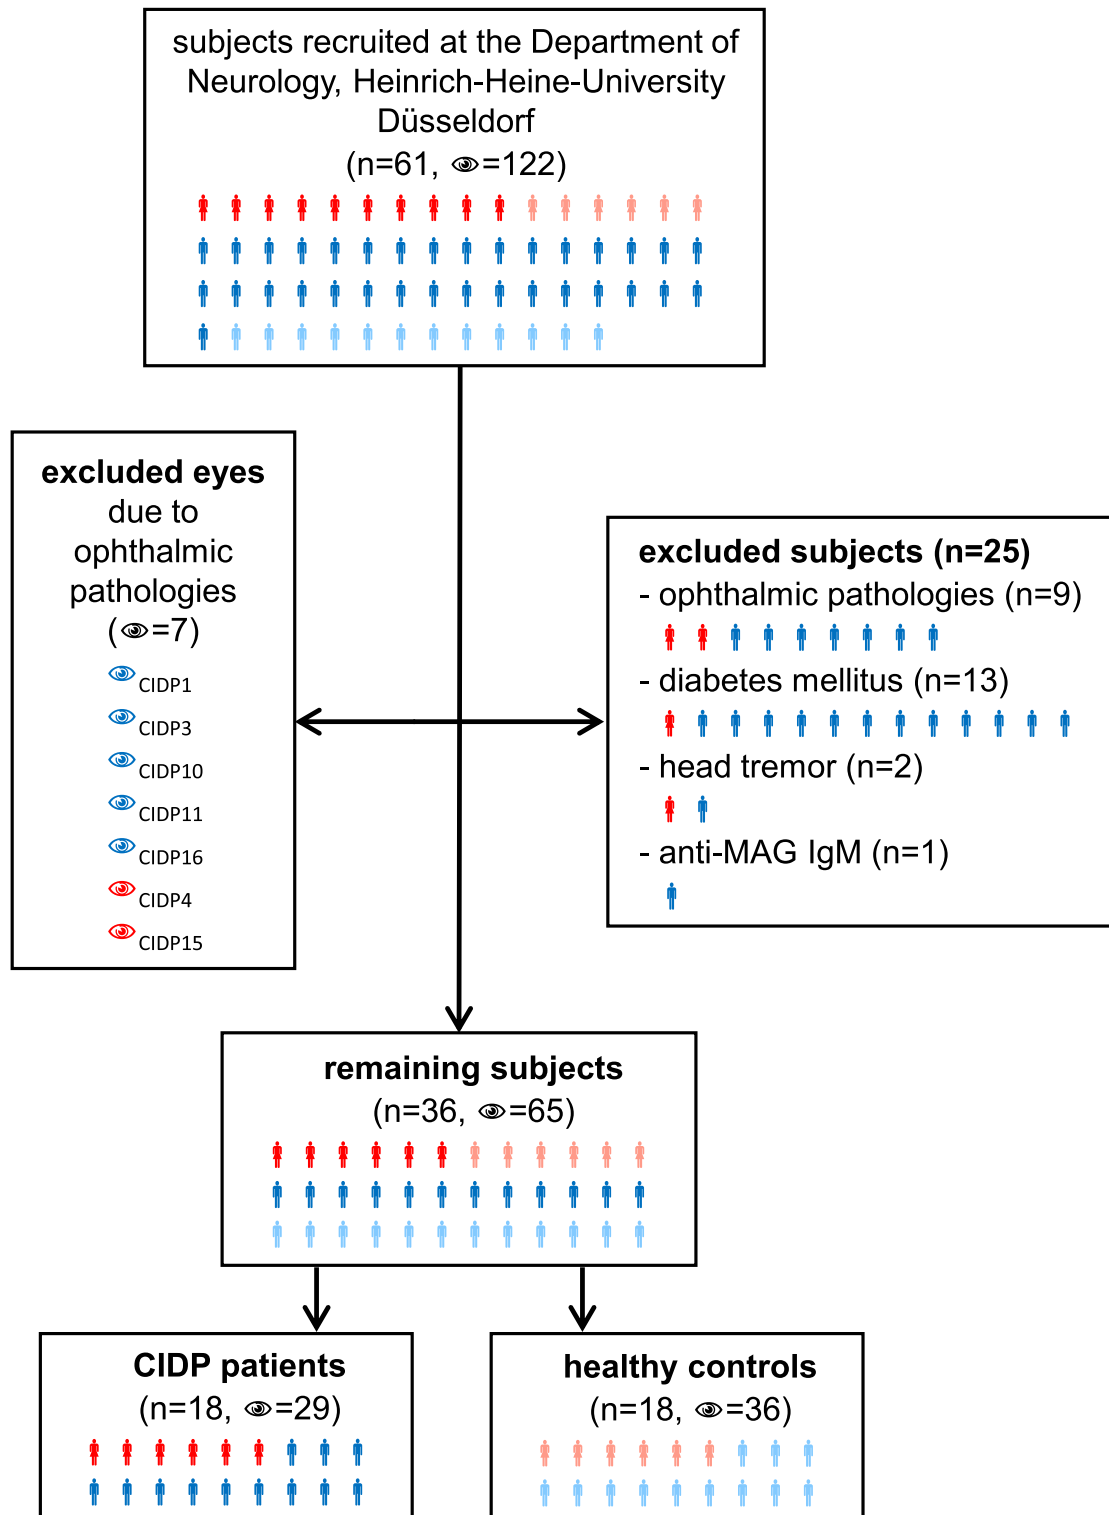 subjects recruited at the Department of
Neurology, Heinrich-Heine-University
Düsseldorf
(n=61, =122)
excluded eyes
due to
ophthalmic
pathologies
(=7)
CIDP1
CIDP3
CIDP10
CIDP11
CIDP16
CIDP4
CIDP15
excluded subjects (n=25)
- ophthalmic pathologies (n=9)
- diabetes mellitus (n=13)
- head tremor (n=2)
- anti-MAG IgM (n=1)
remaining subjects
(n=36, =65)
CIDP patients
(n=18, =29)
healthy controls
(n=18, =36)